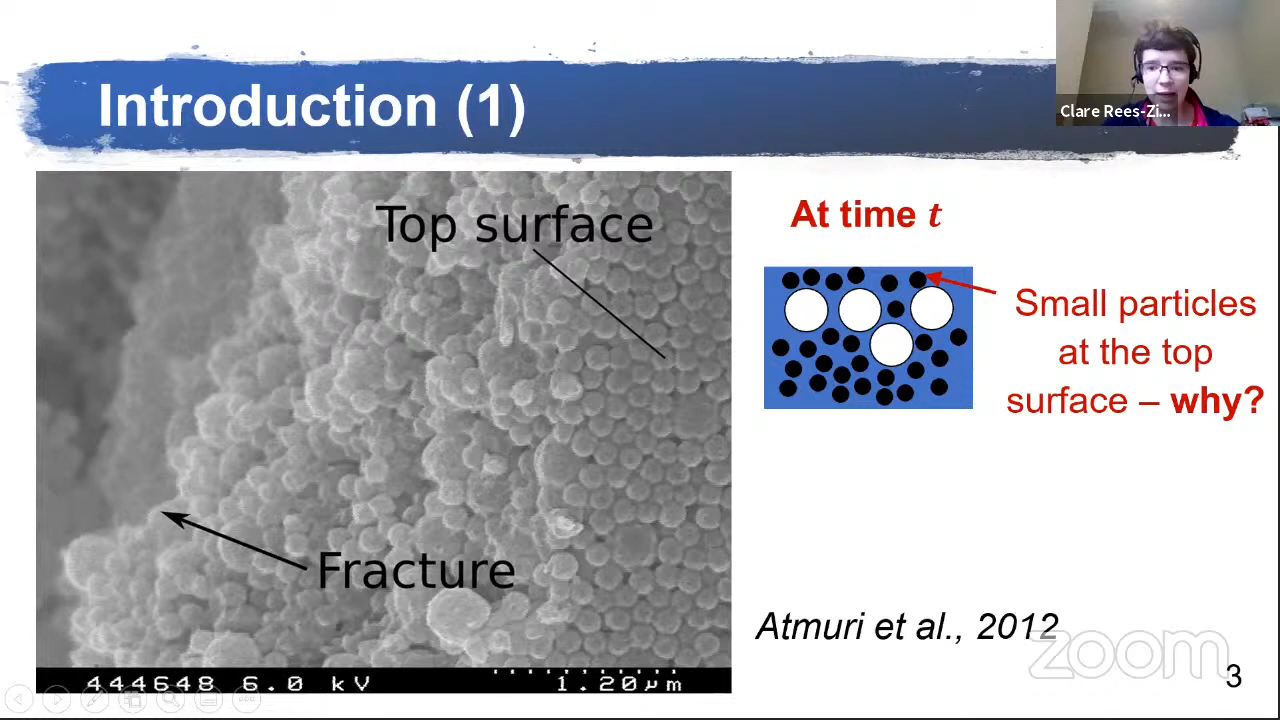 Introduction (1)
Clare Rees-Zi...
Top surface
Fracture
444648 6.0 kV
1.20µm
At time t
Small particles
at the top
surface – why?
Atmuri et al., 2012
zoom
3